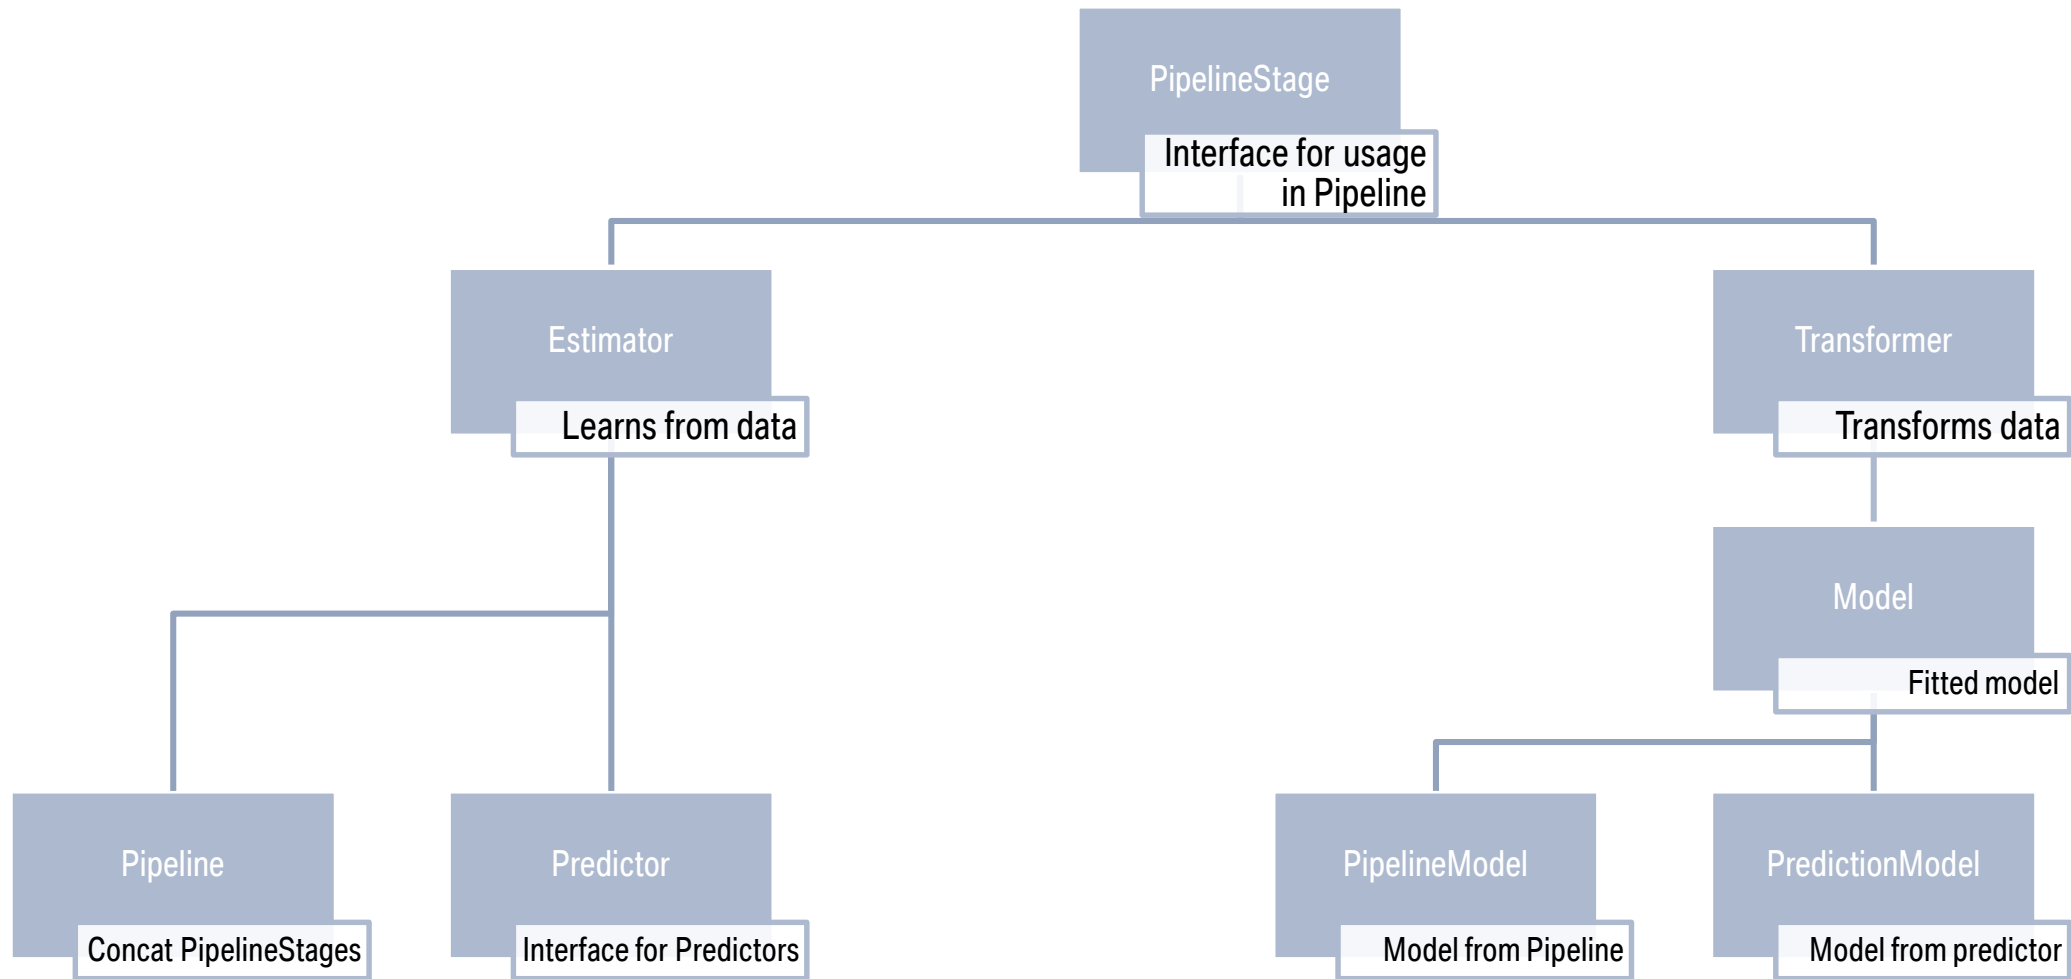 PipelineStage
Interface for usage
in Pipeline
Estimator
Learns from data
Transformer
Transforms data
Model
Fitted model
Pipeline
Concat PipelineStages
Predictor
Interface for Predictors
PipelineModel
Model from Pipeline
PredictionModel
Model from predictor